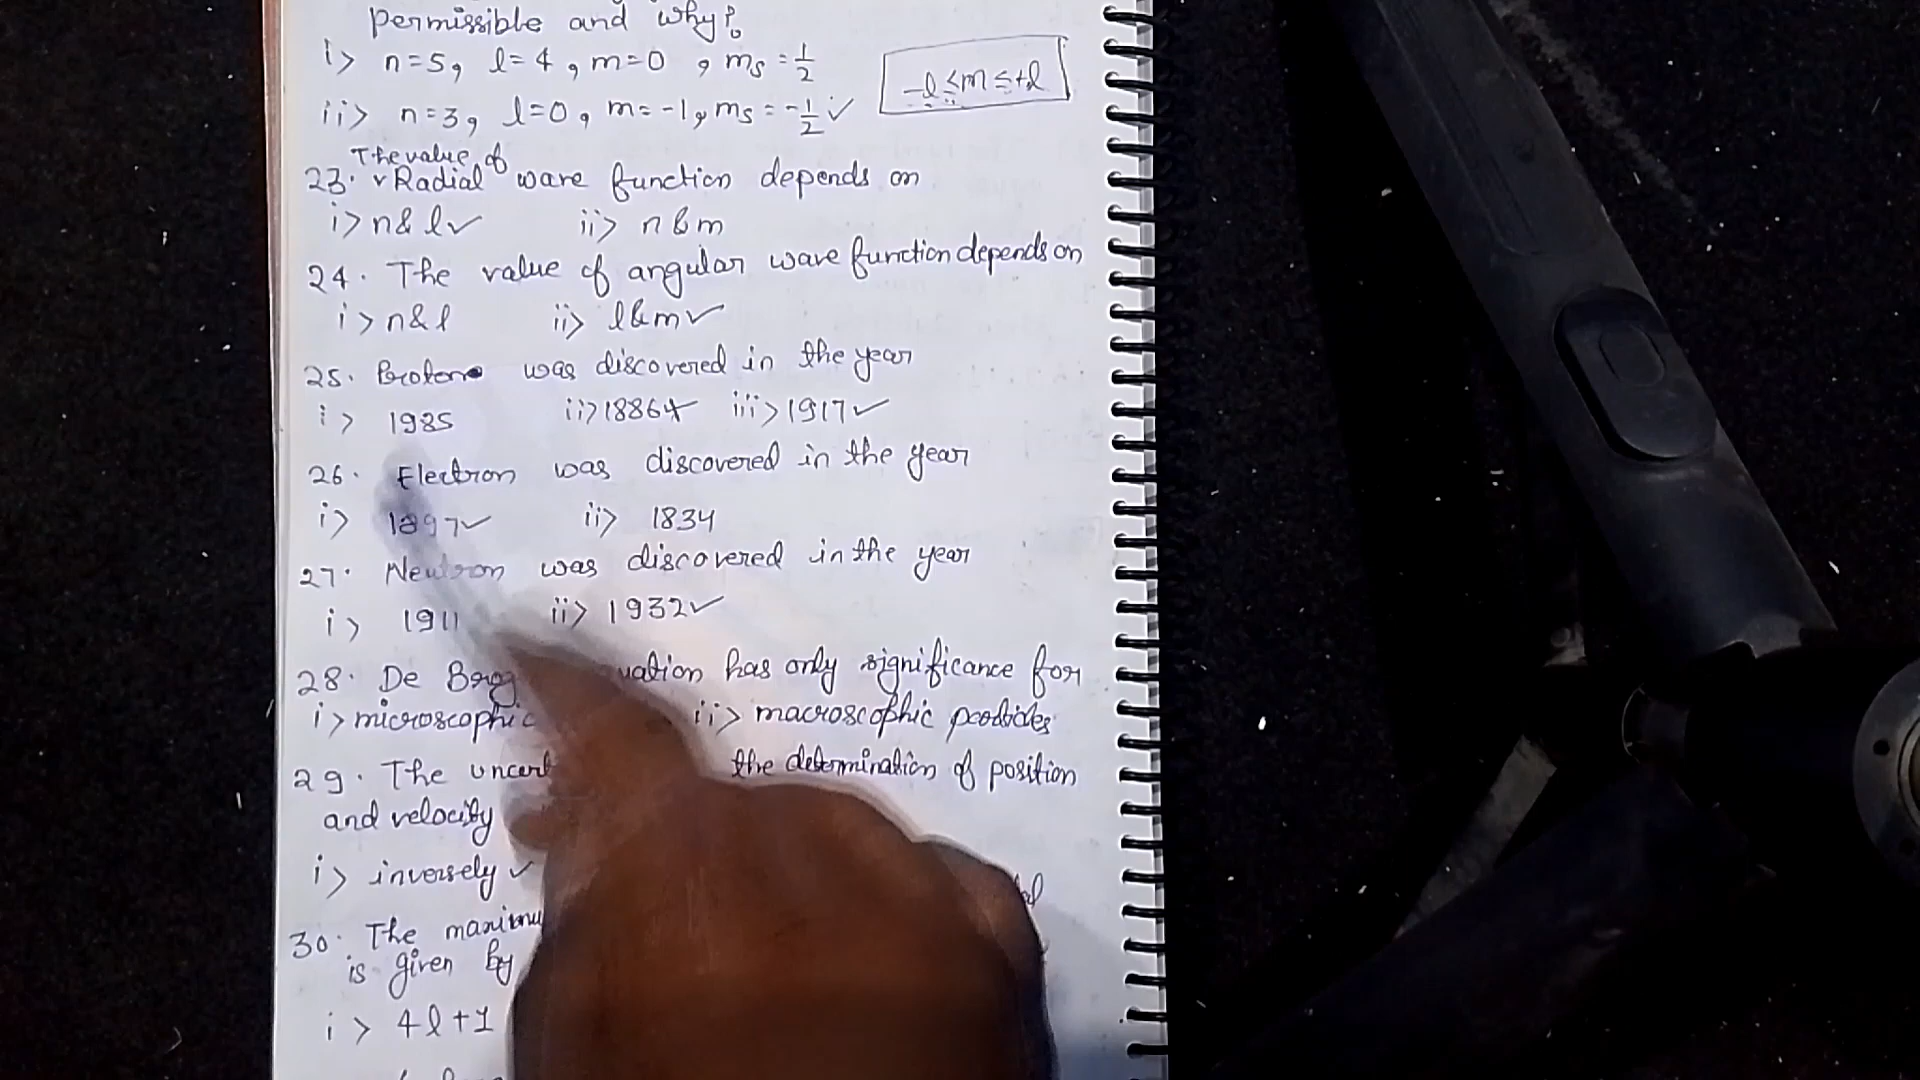 permissible and why?
i> n=5, l=4, m=0, ms=1/2
-l≤m≤+l
ii> n=3, l=0, m=-1, ms=-1/2 ✓
The value of
23. Radial wave function depends on
i> n& l✓ ii> n&m
24. The value of angular wave function depends on
i> n&l ii> l&m✓
25. Proton was discovered in the year
i> 1985 ii>1886 iii>1917✓
26. Electron was discovered in the year
i> 1897✓ ii> 1834
27. Neutron was discovered in the year
i> 1911 ii> 1932✓
28. De has only significance for
i>microscophic ii> macroscophic particles
29. The the determination of position
and velocity
i> inversely ✓
30. The
is given by
i> 4l+1